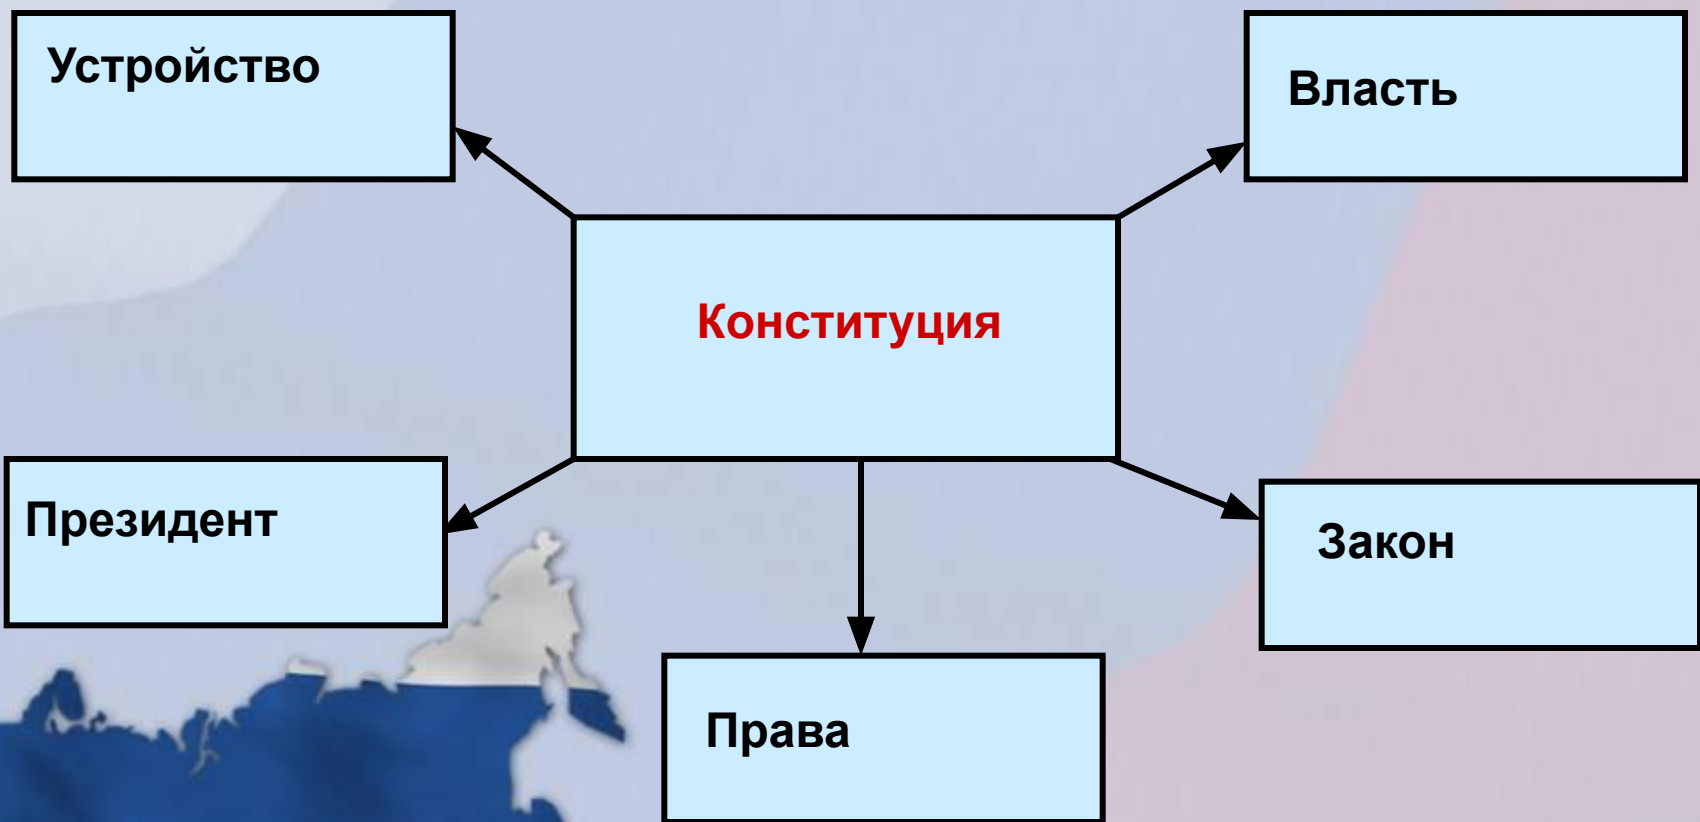 Устройство
Власть
Конституция
Президент
Закон
Права